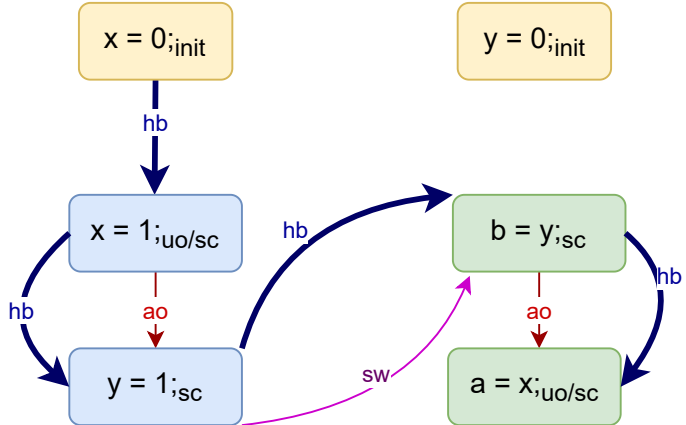 x = 0;init
y = 0;init
hb
x = 1;uo/sc
b = y;sc
hb
hb
hb
ao
ao
y = 1;sc
a = x;uo/sc
sw